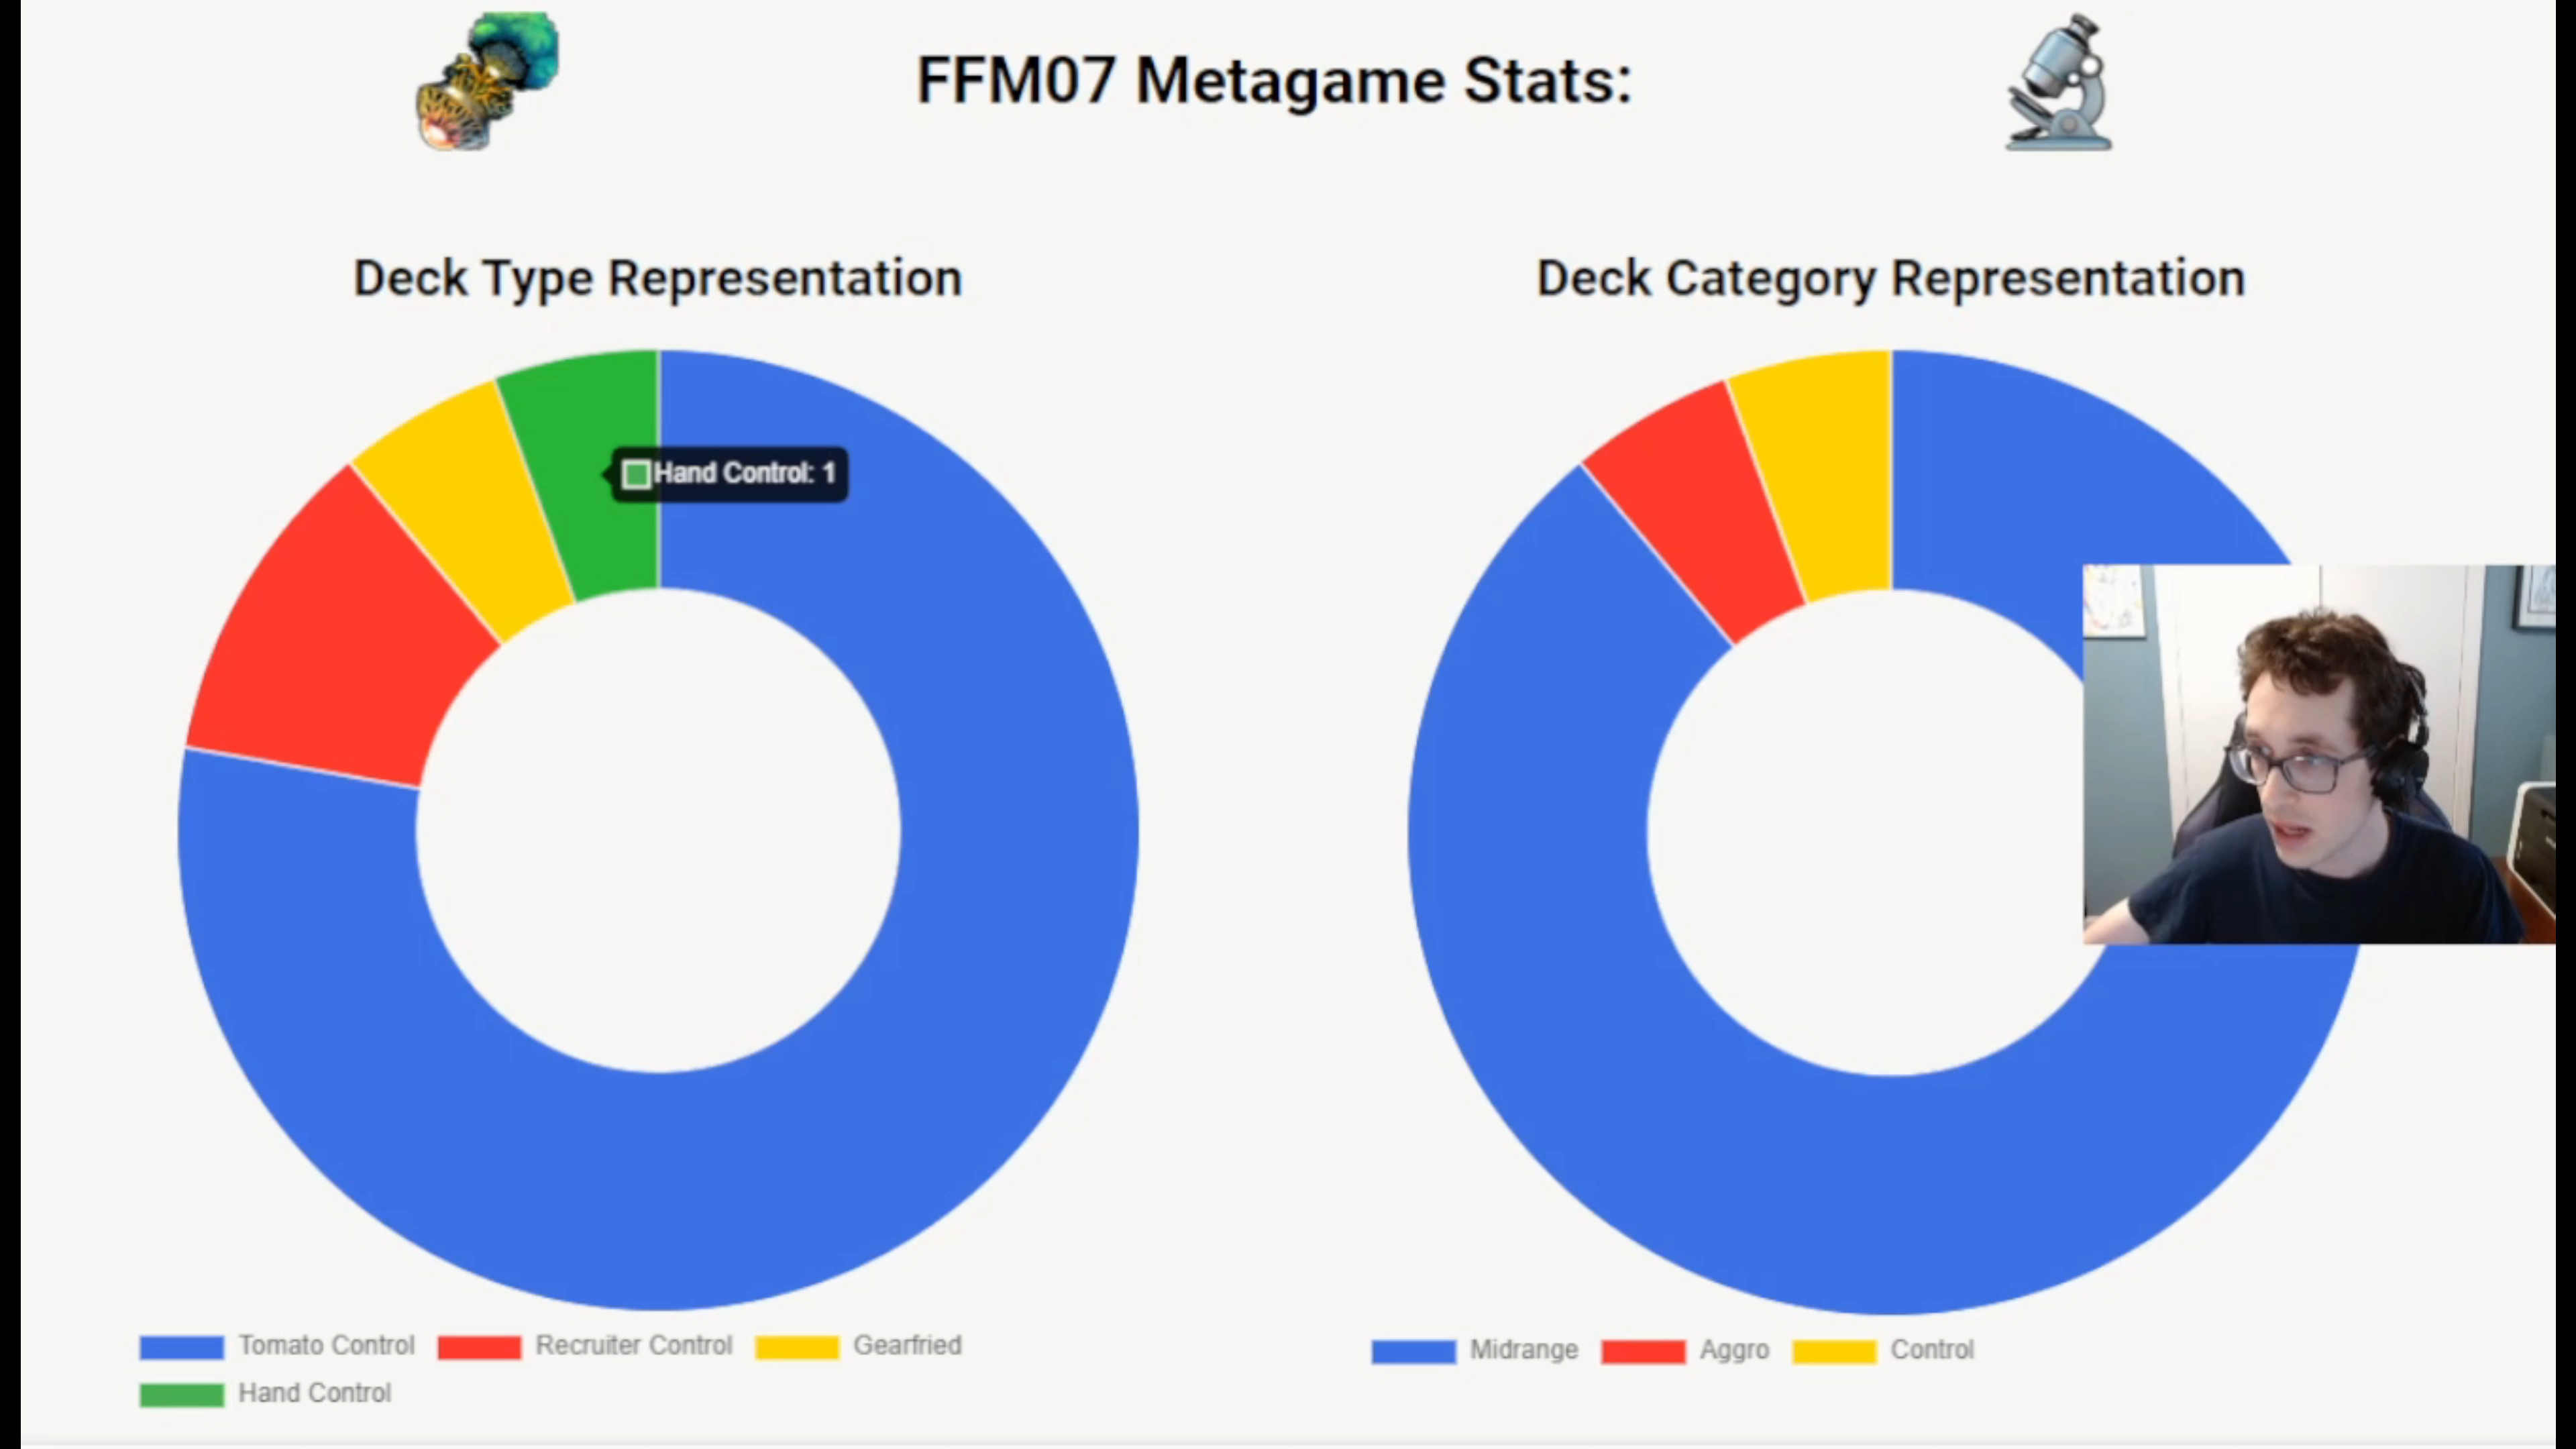 FFM07 Metagame Stats:
Deck Type Representation
Deck Category Representation
Hand Control: 1
Tomato Control
Recruiter Control
Gearfried
Hand Control
Midrange
Aggro
Control